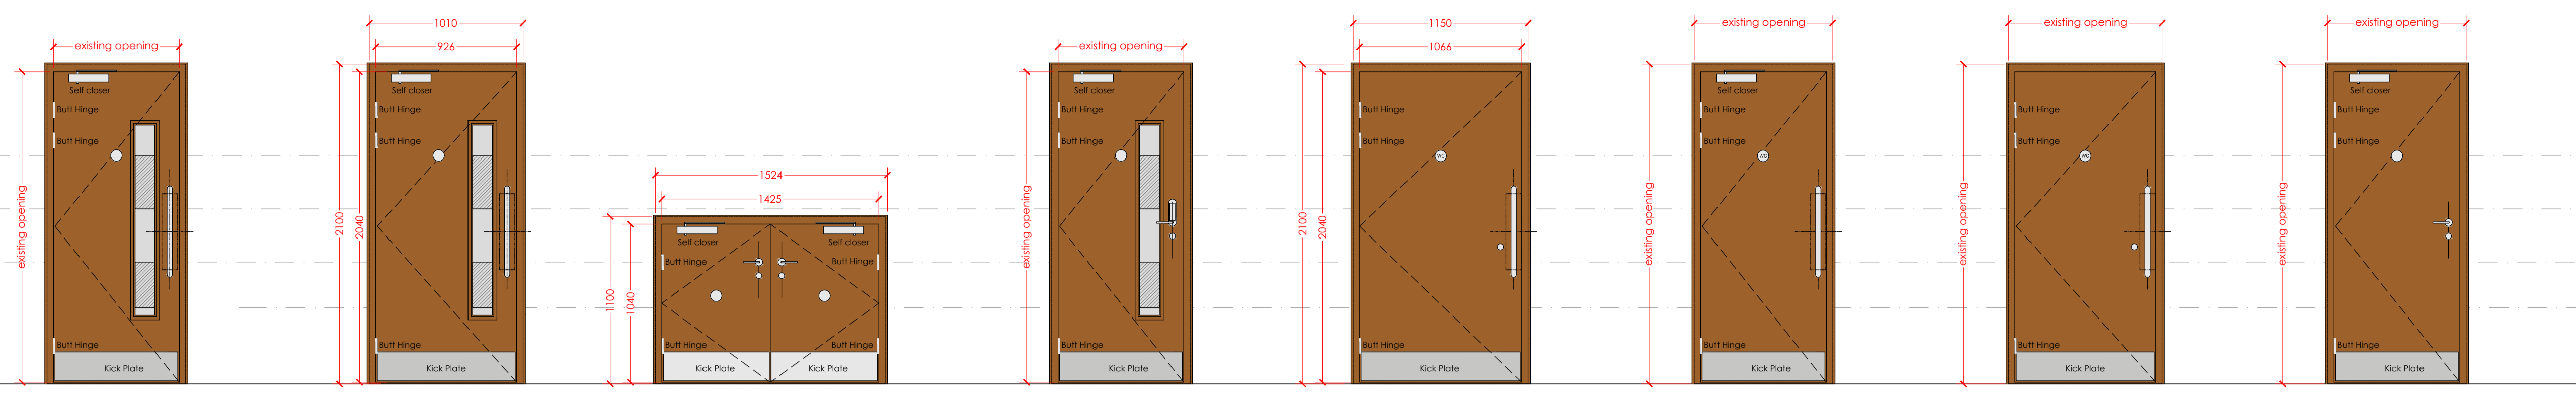 existing opening
existing opening
Self closer
Butt Hinge
Butt Hinge
Butt Hinge
Kick Plate
1010
926
2100
2040
Self closer
Butt Hinge
Butt Hinge
Butt Hinge
Kick Plate
1524
1425
1100
1040
Self closer
Self closer
Butt Hinge
Butt Hinge
Butt Hinge
Butt Hinge
Kick Plate
Kick Plate
existing opening
existing opening
Self closer
Butt Hinge
Butt Hinge
Butt Hinge
Kick Plate
1150
1066
2100
2040
Butt Hinge
Butt Hinge
WC
Butt Hinge
Kick Plate
existing opening
existing opening
Self closer
Butt Hinge
Butt Hinge
WC
Butt Hinge
Kick Plate
existing opening
existing opening
Butt Hinge
Butt Hinge
WC
Butt Hinge
Kick Plate
existing opening
existing opening
Self closer
Butt Hinge
Butt Hinge
Butt Hinge
Kick Plate